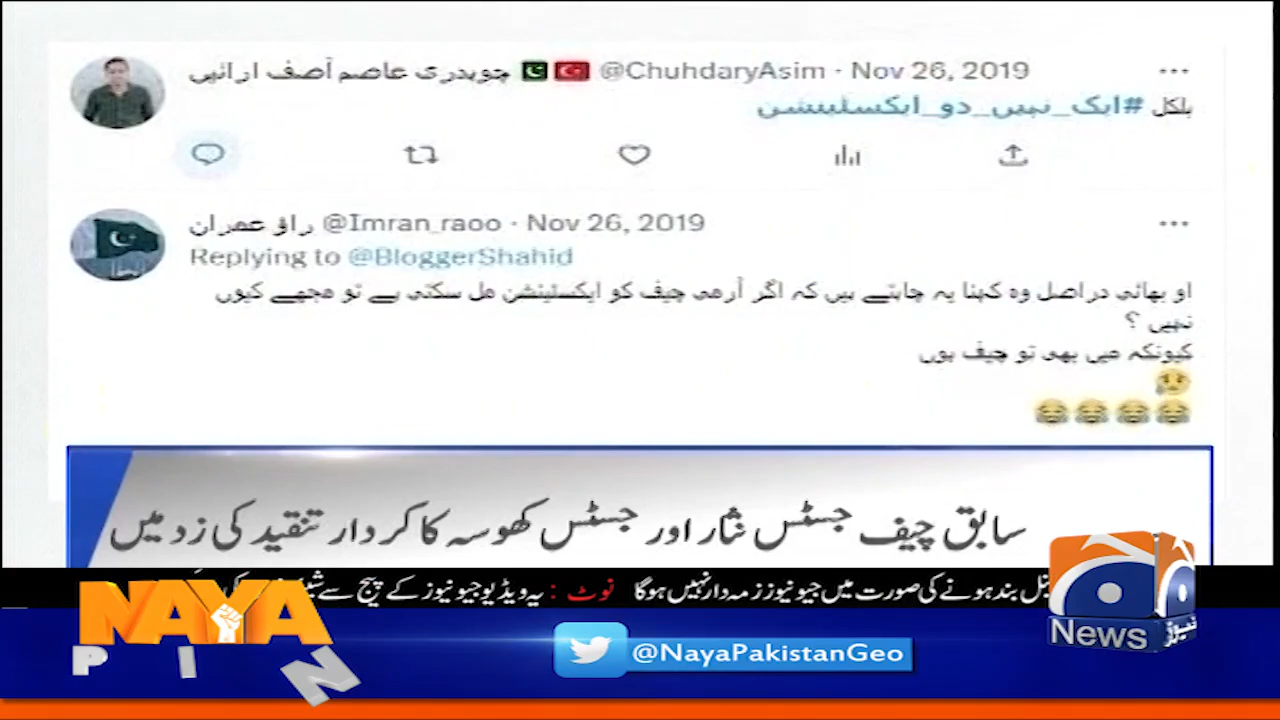 چوہدری عاصم آصف ارائیں @ChuhdaryAsim · Nov 26, 2019
بلکل #ایک_نہیں_دو_ایکسٹینشن
راؤ عمران @Imran_raoo · Nov 26, 2019
Replying to @BloggerShahid
او بھائی دراصل وہ کہنا یہ چاہتے ہیں کہ اگر آرمی چیف کو ایکسٹینشن مل سکتی ہے تو مجھے کیوں
نہیں ؟
کیونکہ میں بھی تو چیف ہوں
سابق چیف جسٹس نثار اور جسٹس کھوسہ کا کردار تنقید کی زد میں
بند ہونے کی صورت میں جیو نیوز ذمہ دار نہیں ہوگا نوٹ : یہ ویڈیو جیو نیوز کے پیج سے
NAYA
P I N
@NayaPakistanGeo
News نیوز